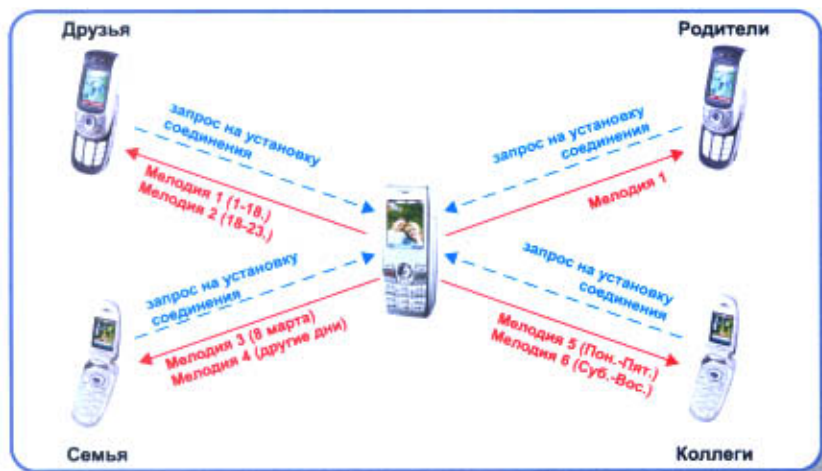 Друзья
Родители
запрос на установку
соединения
запрос на установку
соединения
Мелодия 1 (1-18.)
Мелодия 2 (18-23.)
Мелодия 1
запрос на установку
соединения
запрос на установку
соединения
Мелодия 3 (8 марта)
Мелодия 4 (другие дни)
Мелодия 5 (Пон.-Пят.)
Мелодия 6 (Суб.-Вос.)
Семья
Коллеги